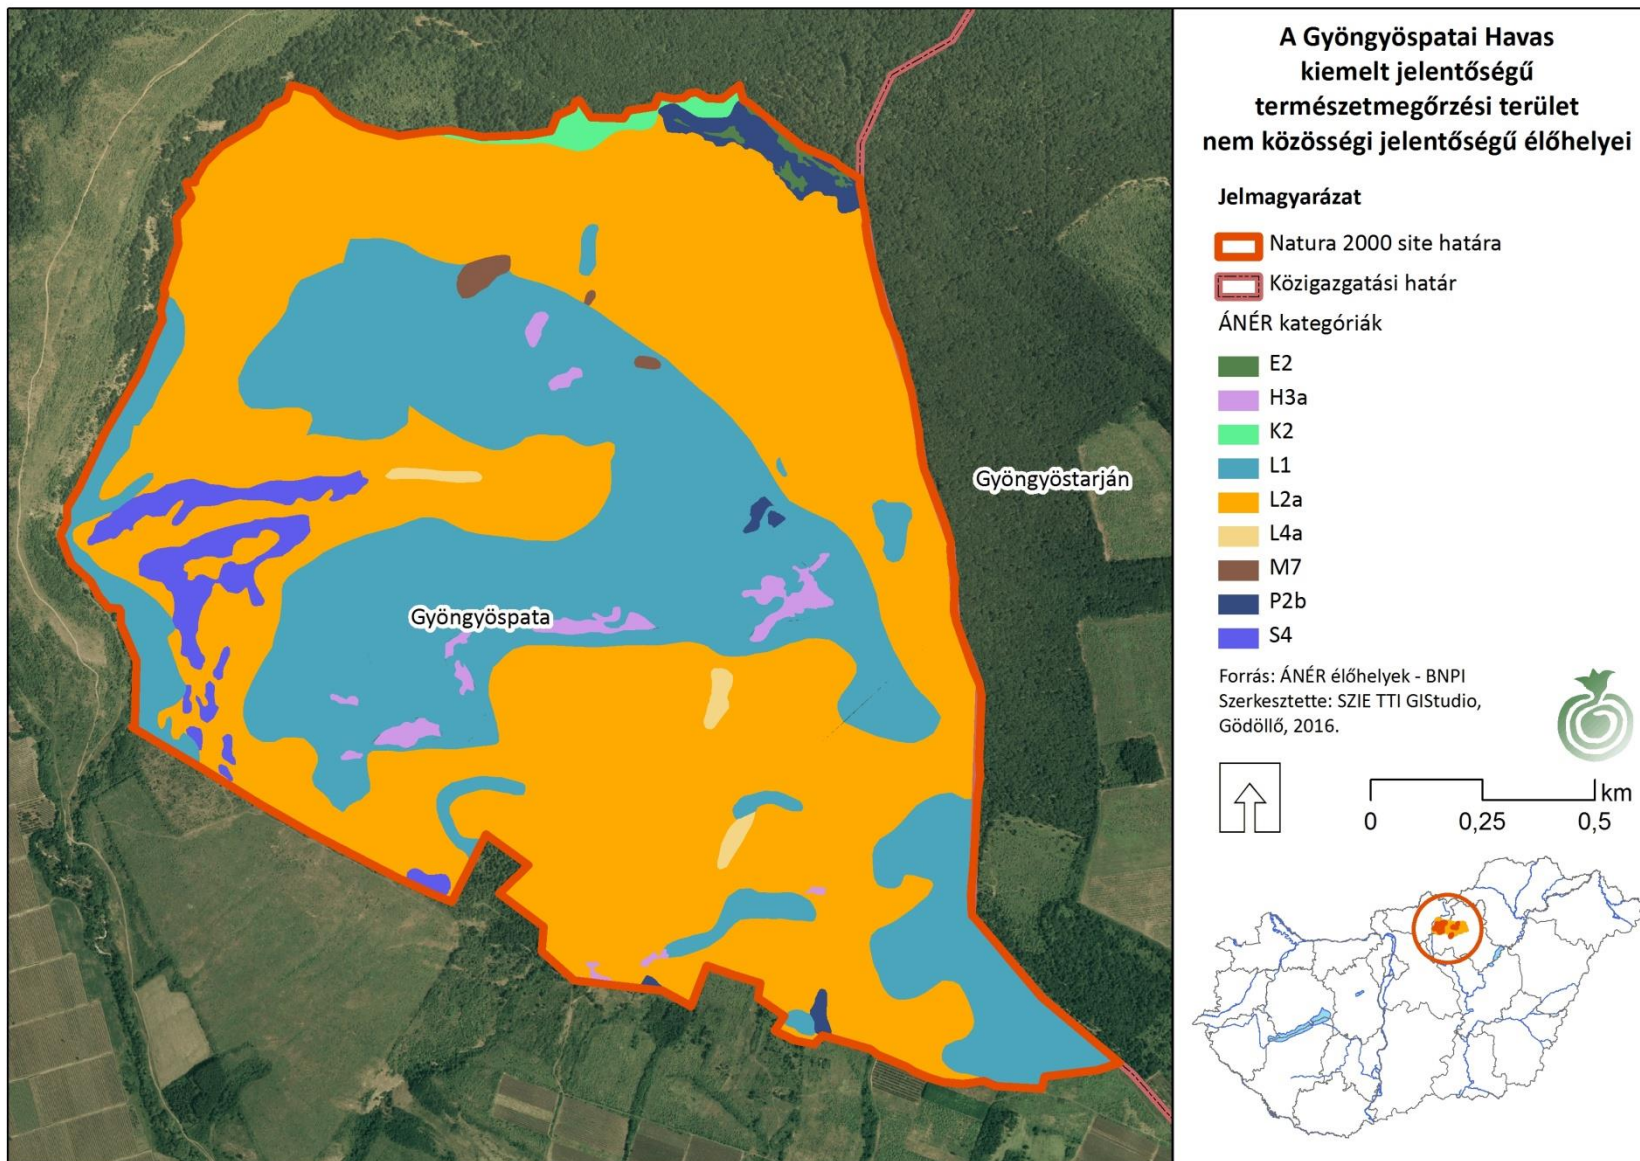 A Gyöngyöspatai Havas
kiemelt jelentőségű
természetmegőrzési terület
nem közösségi jelentőségű élőhelyei
Jelmagyarázat
Natura 2000 site határa
Közigazgatási határ
ÁNÉR kategóriák
E2
H3a
K2
L1
L2a
L4a
M7
P2b
S4
Forrás: ÁNÉR élőhelyek - BNPI
Szerkesztette: SZIE TTI GIStudio,
Gödöllő, 2016.
km
0 0,25 0,5
Gyöngyöstarján
Gyöngyöspata